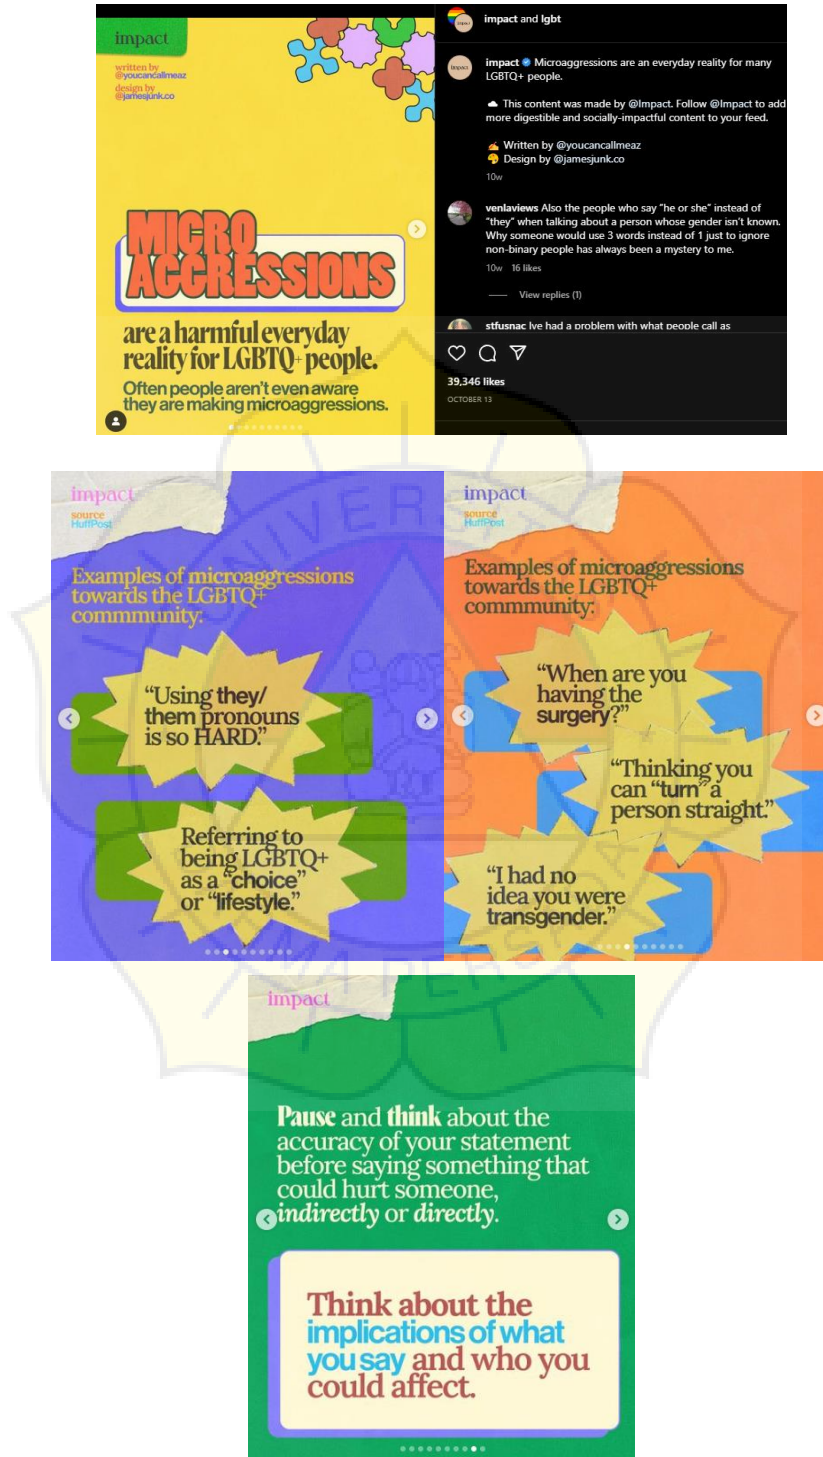 impact
written by
@youcancallmeaz
design by
@jamesjunk.co
MICRO
AGGRESSIONS
are a harmful everyday
reality for LGBTQ+ people.
Often people aren't even aware
they are making microaggressions.
impact and lgbt
impact Microaggressions are an everyday reality for many
LGBTQ+ people.
☁️ This content was made by @Impact. Follow @Impact to add
more digestible and socially-impactful content to your feed.
✍️ Written by @youcancallmeaz
🎨 Design by @jamesjunk.co
10w
venlaviews Also the people who say "he or she" instead of
"they" when talking about a person whose gender isn't known.
Why someone would use 3 words instead of 1 just to ignore
non-binary people has always been a mystery to me.
10w 16 likes
View replies (1)
stfusnac Ive had a problem with what people call as
39,346 likes
OCTOBER 13
impact
source
HuffPost
Examples of microaggressions
towards the LGBTQ+
commmunity:
"Using they/
them pronouns
is so HARD."
Referring to
being LGBTQ+
as a "choice"
or "lifestyle."
impact
source
HuffPost
Examples of microaggressions
towards the LGBTQ+
commmunity:
"When are you
having the
surgery?"
"Thinking you
can "turn" a
person straight."
"I had no
idea you were
transgender."
impact
Pause and think about the
accuracy of your statement
before saying something that
could hurt someone,
indirectly or directly.
Think about the
implications of what
you say and who you
could affect.